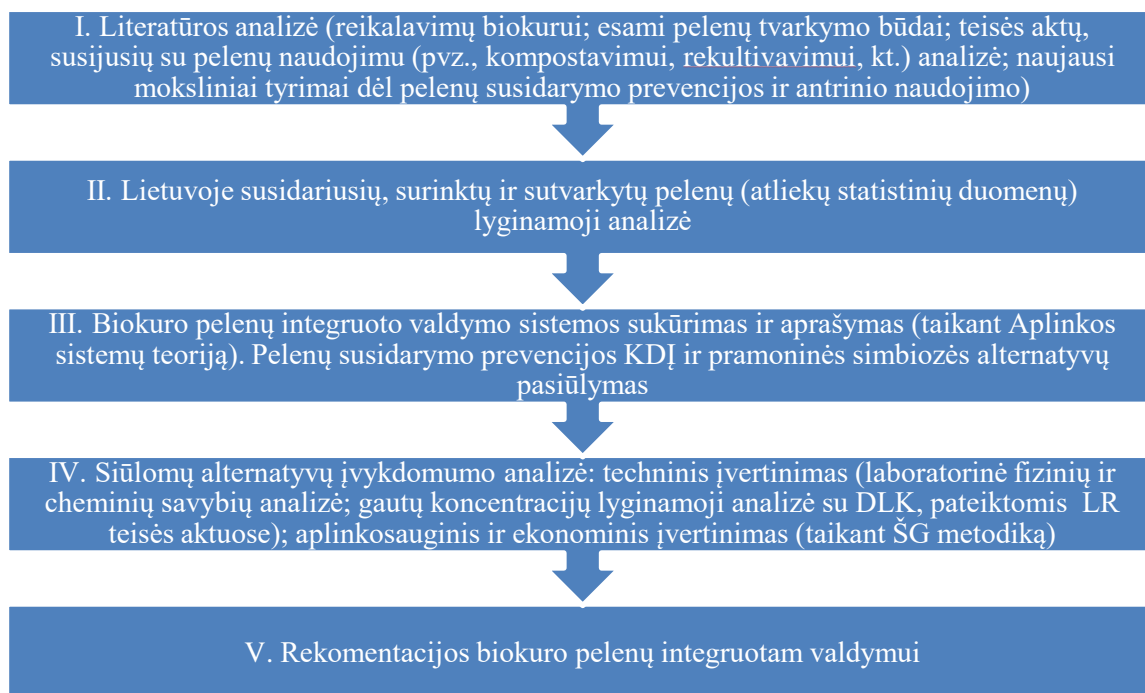 I. Literatūros analizė (reikalavimų biokurui; esami pelenų tvarkymo būdai; teisės aktų,
susijusių su pelenų naudojimu (pvz., kompostavimui, rekultivavimui, kt.) analizė; naujausi
moksliniai tyrimai dėl pelenų susidarymo prevencijos ir antrinio naudojimo)
II. Lietuvoje susidariusių, surinktų ir sutvarkytų pelenų (atliekų statistinių duomenų)
lyginamoji analizė
III. Biokuro pelenų integruoto valdymo sistemos sukūrimas ir aprašymas (taikant Aplinkos
sistemų teoriją). Pelenų susidarymo prevencijos KDĮ ir pramoninės simbiozės alternatyvų
pasiūlymas
IV. Siūlomų alternatyvų įvykdomumo analizė: techninis įvertinimas (laboratorinė fizinių ir
cheminių savybių analizė; gautų koncentracijų lyginamoji analizė su DLK, pateiktomis LR
teisės aktuose); aplinkosauginis ir ekonominis įvertinimas (taikant ŠG metodiką)
V. Rekomentacijos biokuro pelenų integruotam valdymui